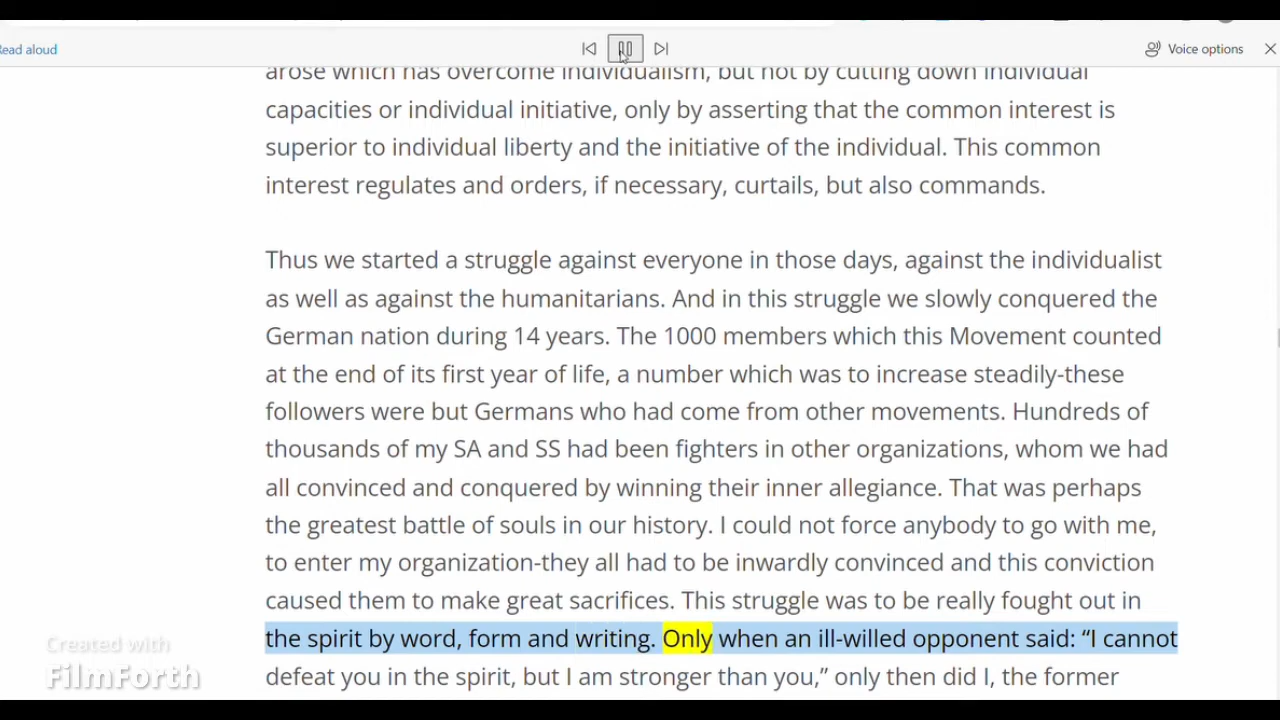 Read aloud
Voice options
arose which has overcome individualism, but not by cutting down individual
capacities or individual initiative, only by asserting that the common interest is
superior to individual liberty and the initiative of the individual. This common
interest regulates and orders, if necessary, curtails, but also commands.
Thus we started a struggle against everyone in those days, against the individualist
as well as against the humanitarians. And in this struggle we slowly conquered the
German nation during 14 years. The 1000 members which this Movement counted
at the end of its first year of life, a number which was to increase steadily-these
followers were but Germans who had come from other movements. Hundreds of
thousands of my SA and SS had been fighters in other organizations, whom we had
all convinced and conquered by winning their inner allegiance. That was perhaps
the greatest battle of souls in our history. I could not force anybody to go with me,
to enter my organization-they all had to be inwardly convinced and this conviction
caused them to make great sacrifices. This struggle was to be really fought out in
the spirit by word, form and writing. Only when an ill-willed opponent said: “I cannot
defeat you in the spirit, but I am stronger than you,” only then did I, the former
Created with
FilmForth